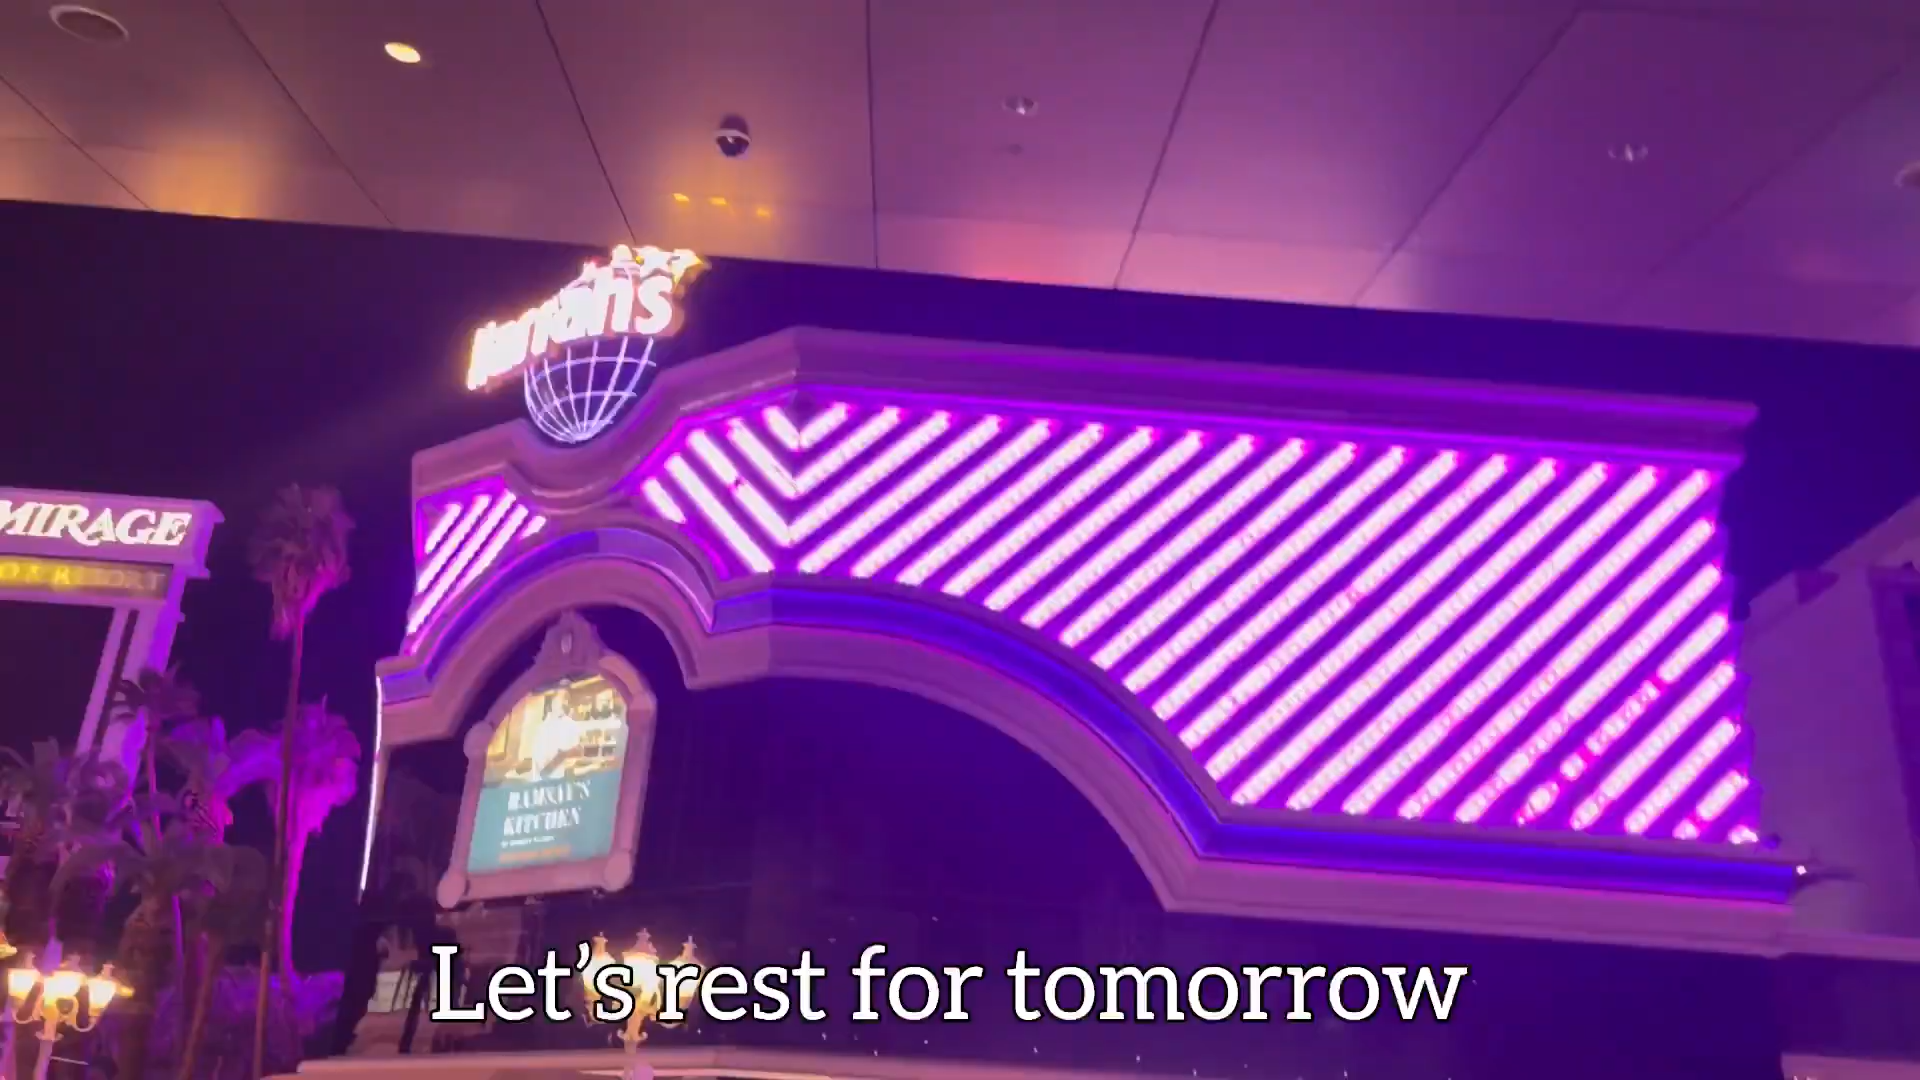 Harrah's
MIRAGE
RAMSAY'S
KITCHEN
Let’s rest for tomorrow